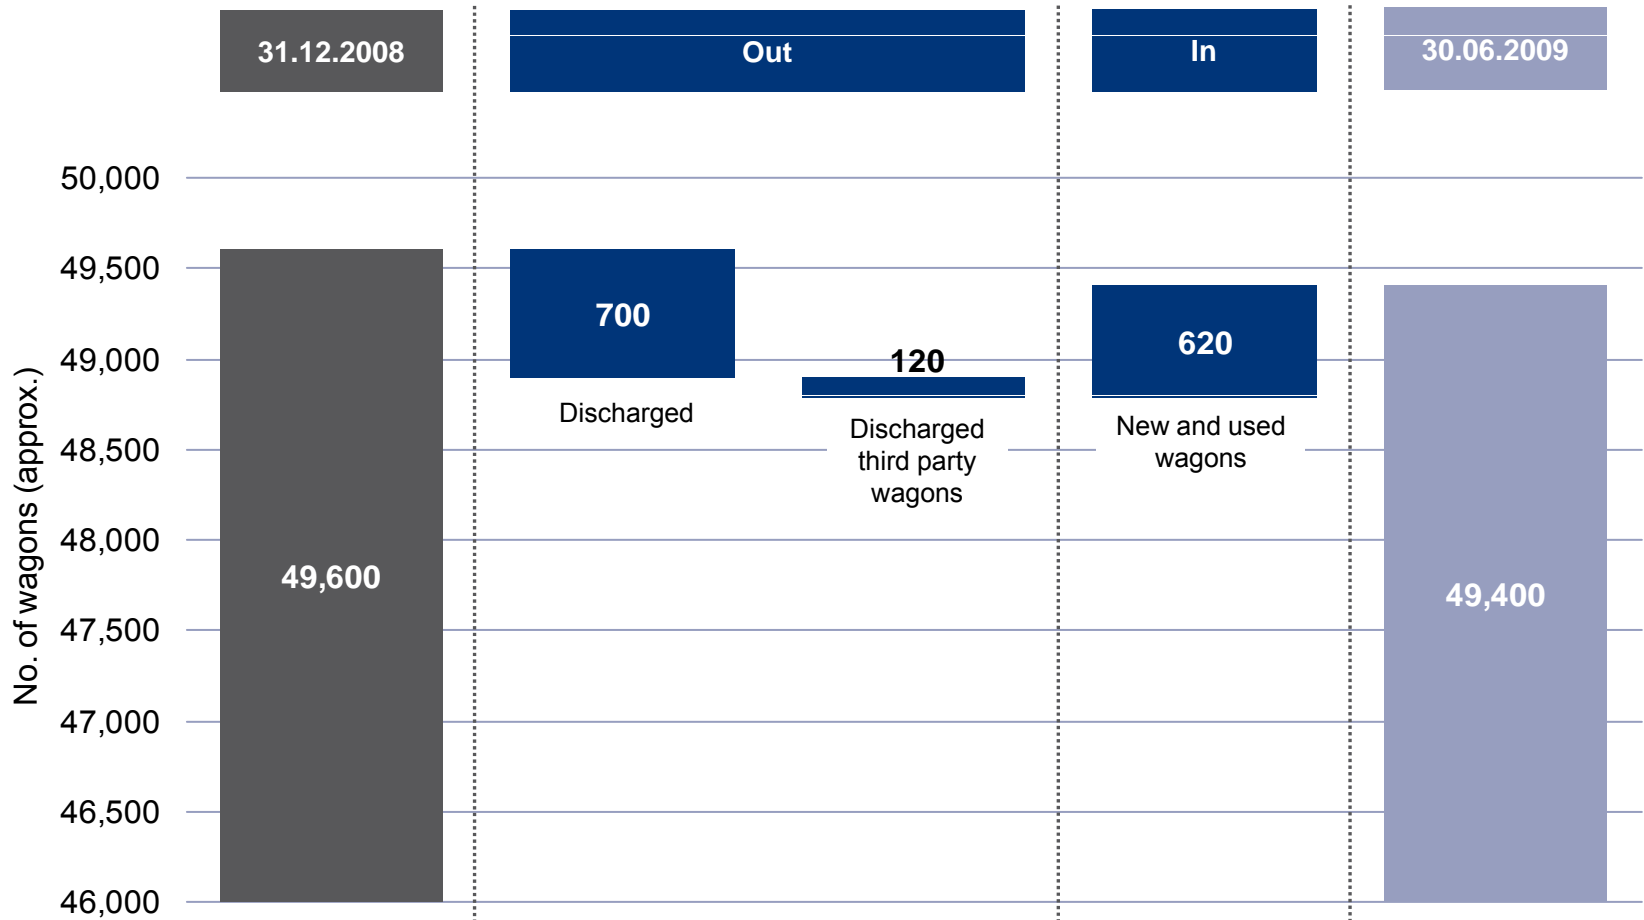 31.12.2008
Out
In
30.06.2009
No. of wagons (approx.)
50,000
49,500
49,000
48,500
48,000
47,500
47,000
46,500
46,000
49,600
700
Discharged
120
Discharged
third party
wagons
620
New and used
wagons
49,400